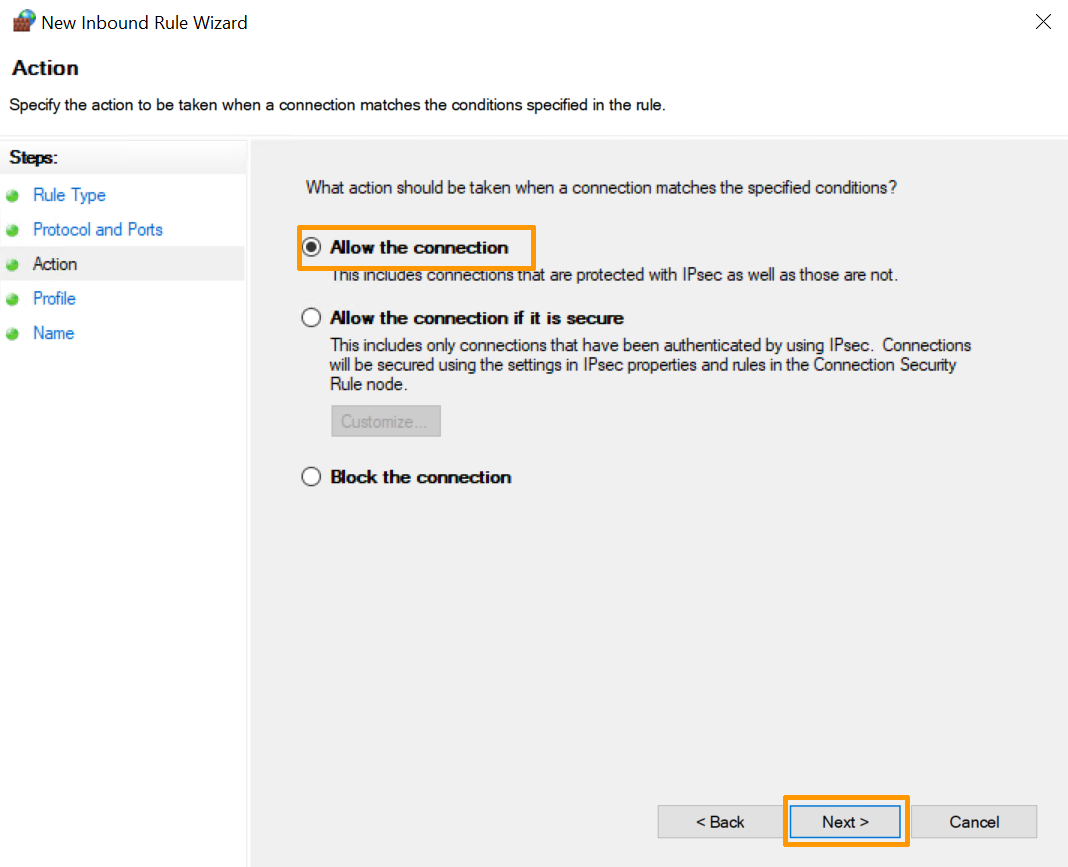 New Inbound Rule Wizard
Action
Specify the action to be taken when a connection matches the conditions specified in the rule.
Steps:
Rule Type
Protocol and Ports
Action
Profile
Name
What action should be taken when a connection matches the specified conditions?
Allow the connection
This includes connections that are protected with IPsec as well as those are not.
Allow the connection if it is secure
This includes only connections that have been authenticated by using IPsec. Connections
will be secured using the settings in IPsec properties and rules in the Connection Security
Rule node.
Customize...
Block the connection
< Back
Next >
Cancel